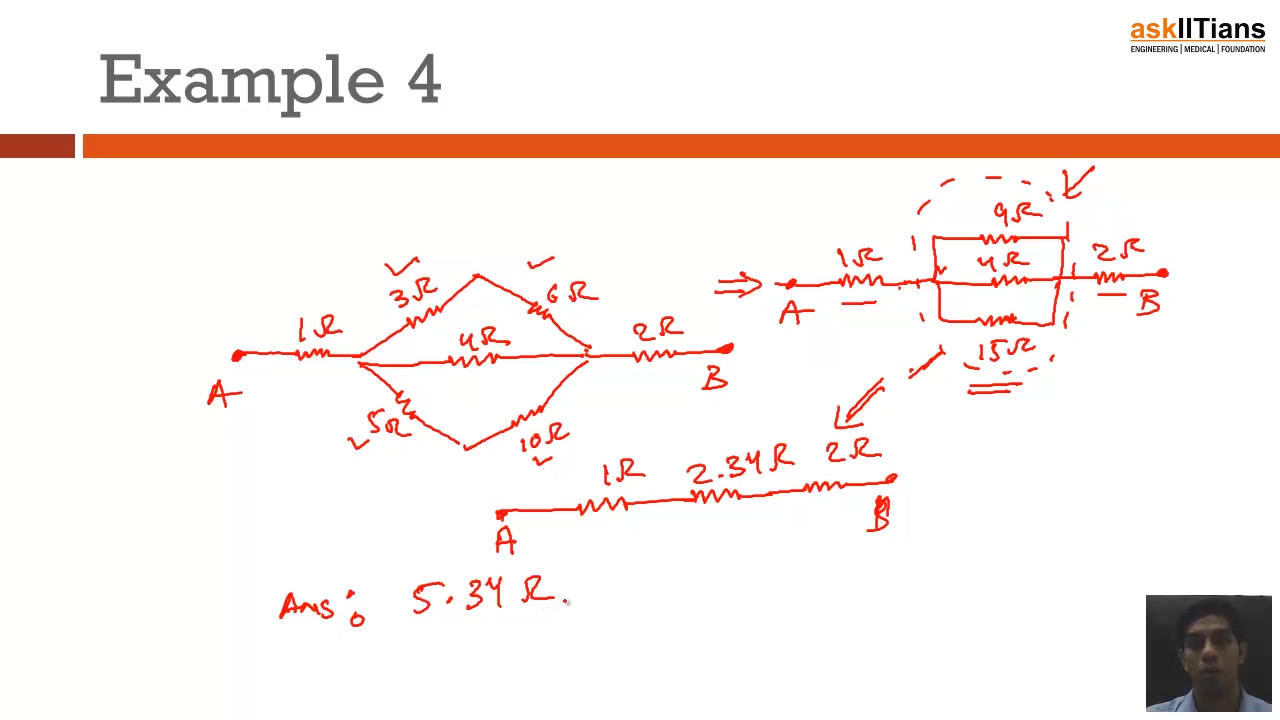 askIITians
ENGINEERING | MEDICAL | FOUNDATION
Example 4
3Ω
6Ω
1Ω
4Ω
2Ω
A
B
5Ω
10Ω
⇒
9Ω
1Ω
4Ω
2Ω
A
B
15Ω
1Ω
2.34Ω
2Ω
A
B
Ans: 5.34Ω.